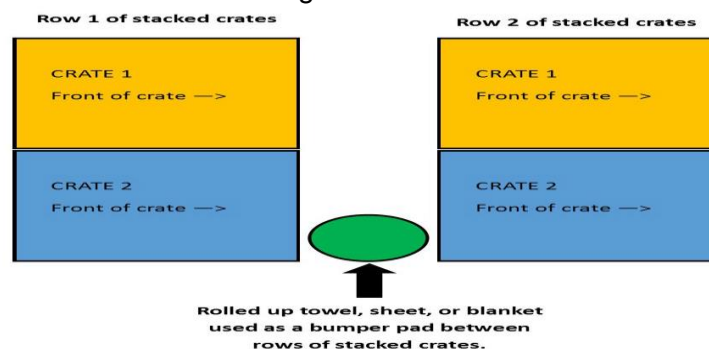 Row 1 of stacked crates
Row 2 of stacked crates
CRATE 1
Front of crate —>
CRATE 2
Front of crate —>
CRATE 1
Front of crate —>
CRATE 2
Front of crate —>
Rolled up towel, sheet, or blanket
used as a bumper pad between
rows of stacked crates.